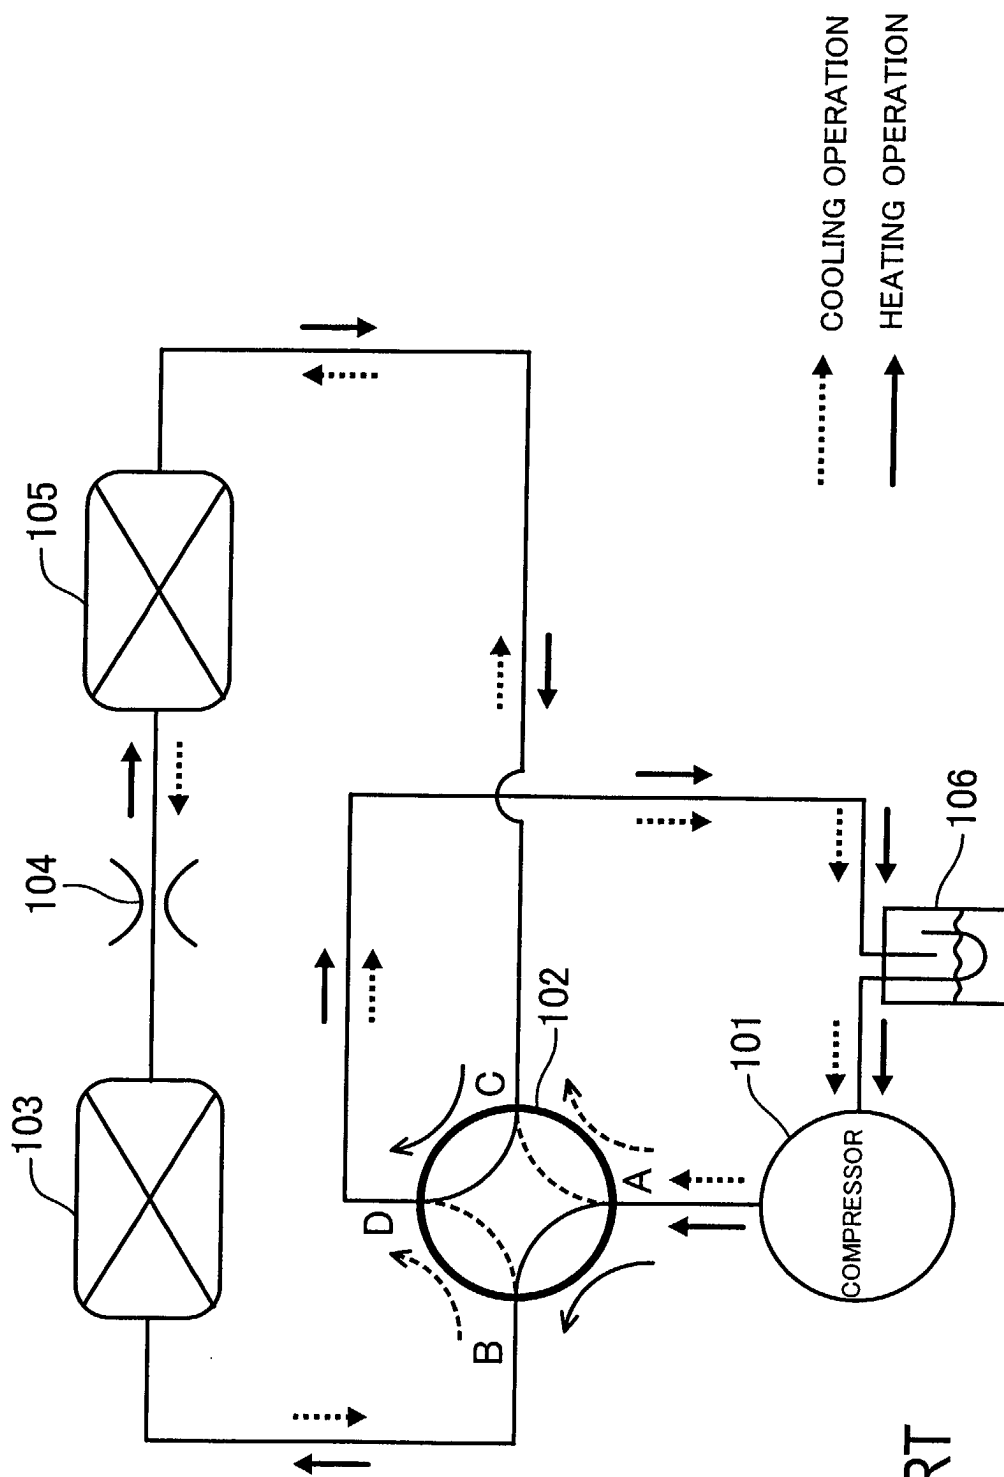 103
104
105
D
B
C
102
A
101
COMPRESSOR
106
COOLING OPERATION
HEATING OPERATION
RT